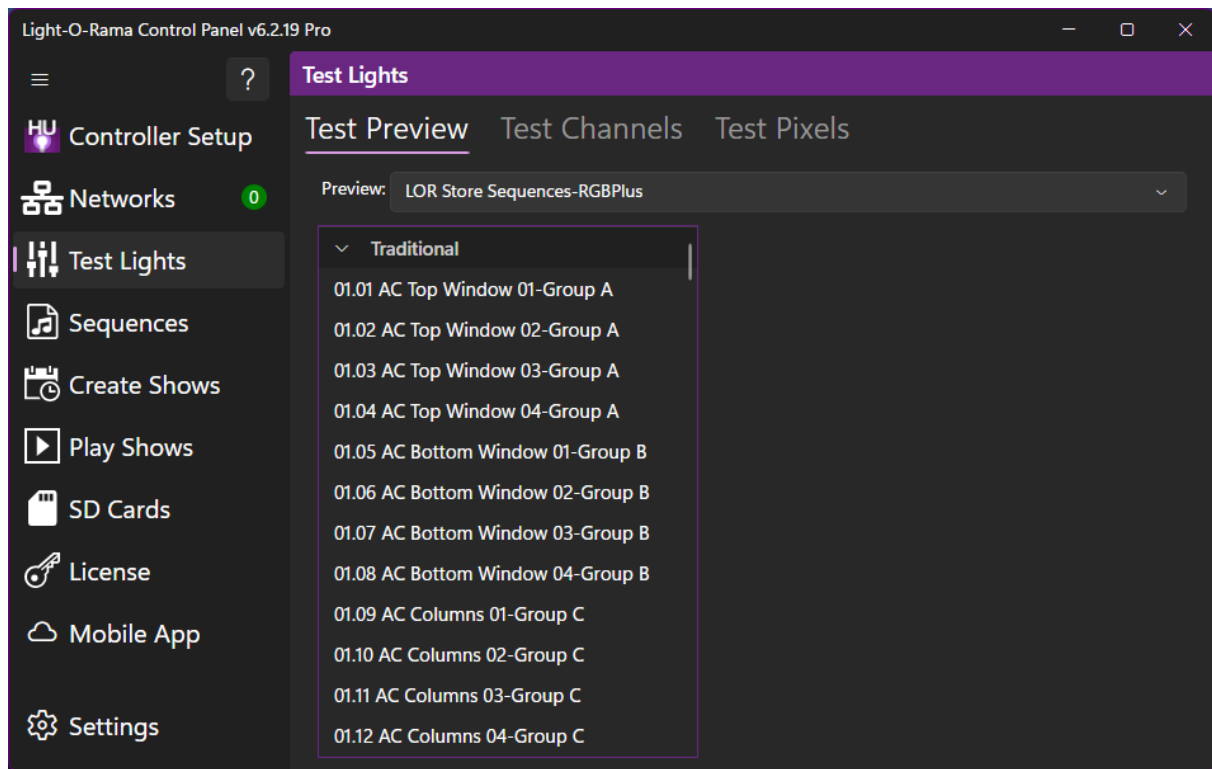 Light-O-Rama Control Panel v6.2.19 Pro
?
Test Lights
HU Controller Setup
Networks 0
Test Lights
Sequences
Create Shows
Play Shows
SD Cards
License
Mobile App
Settings
Test Preview Test Channels Test Pixels
Preview: LOR Store Sequences-RGBPlus
Traditional
01.01 AC Top Window 01-Group A
01.02 AC Top Window 02-Group A
01.03 AC Top Window 03-Group A
01.04 AC Top Window 04-Group A
01.05 AC Bottom Window 01-Group B
01.06 AC Bottom Window 02-Group B
01.07 AC Bottom Window 03-Group B
01.08 AC Bottom Window 04-Group B
01.09 AC Columns 01-Group C
01.10 AC Columns 02-Group C
01.11 AC Columns 03-Group C
01.12 AC Columns 04-Group C